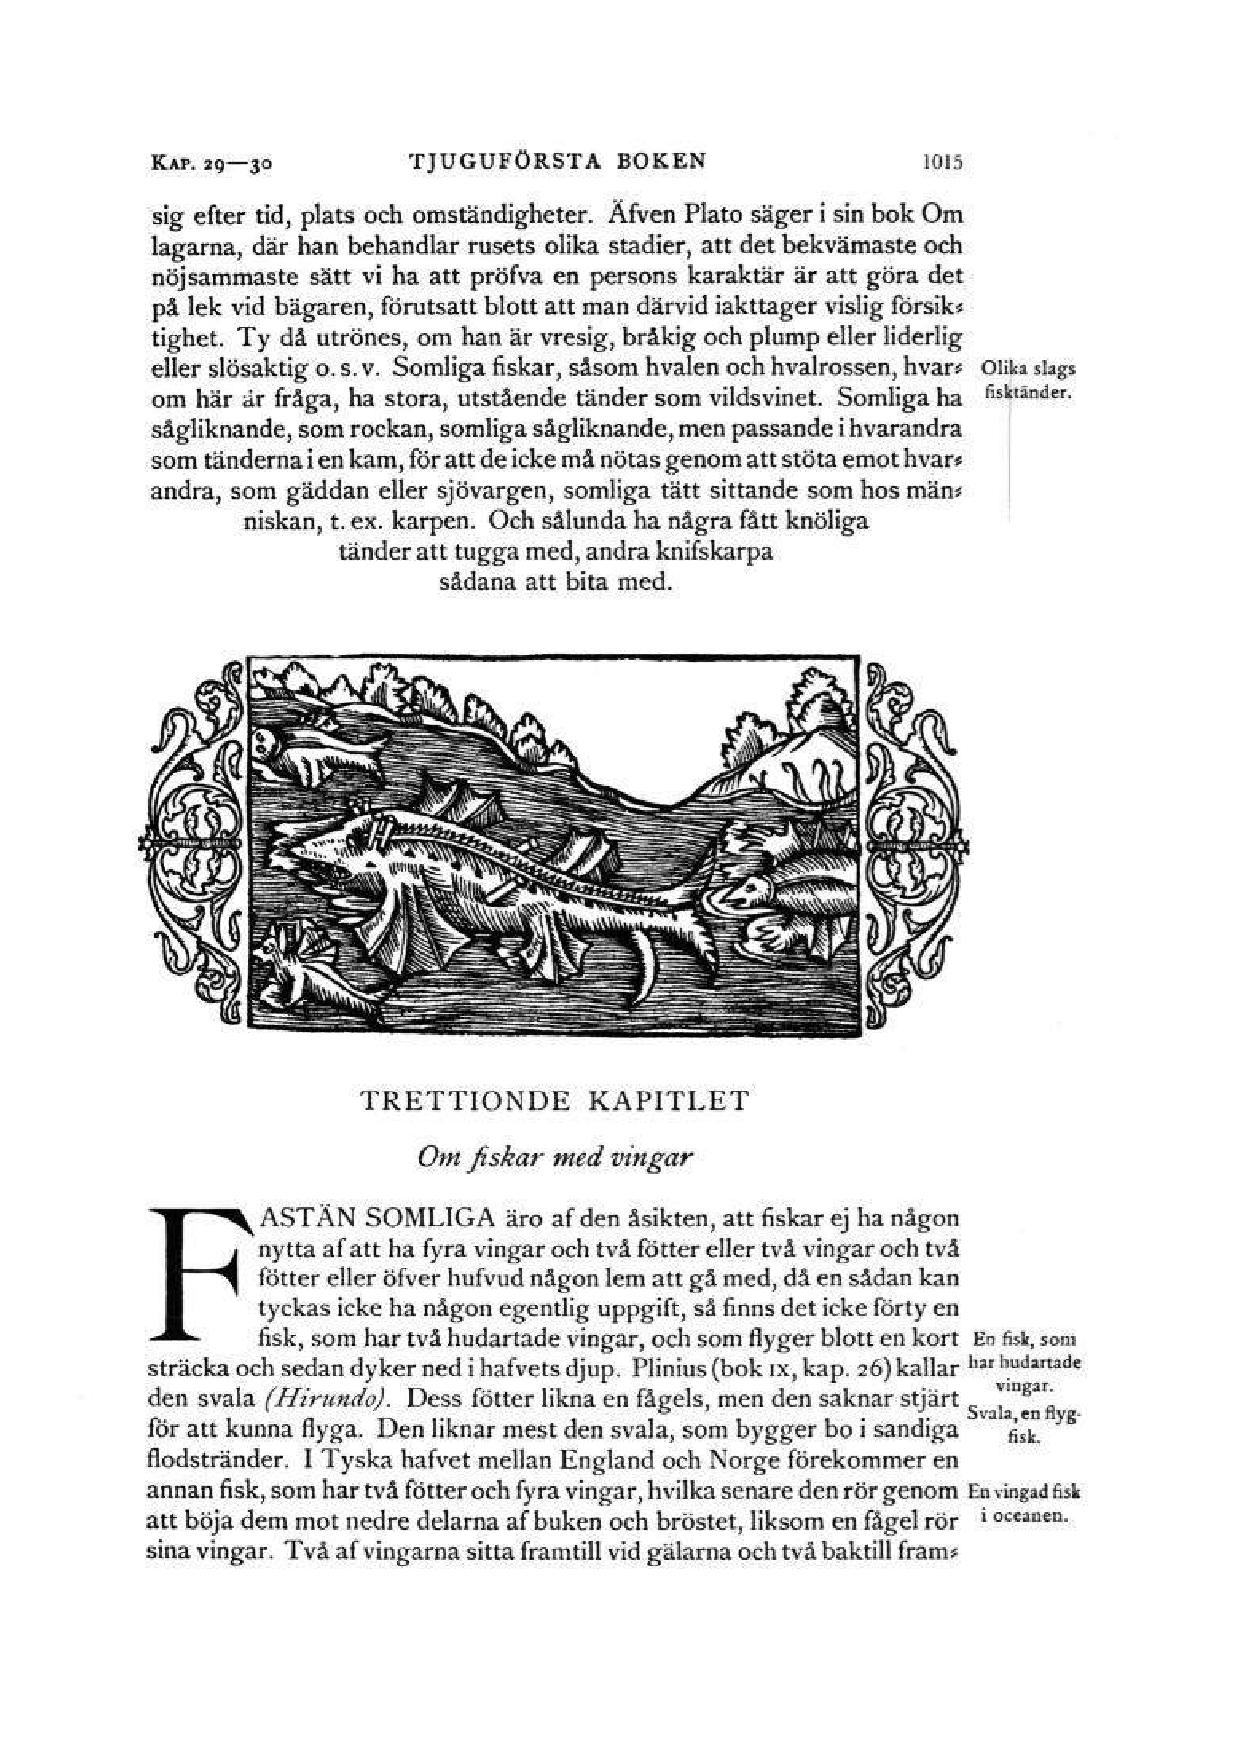 KAP. 29—30 TJUGUFÖRSTA BOKEN 1015
sig efter tid, plats och omständigheter. Äfven Plato säger i sin bok Om
lagarna, där han behandlar rusets olika stadier, att det bekvämaste och
nöjsammaste sätt vi ha att pröfva en persons karaktär är att göra det
på lek vid bägaren, förutsatt blott att man därvid iakttager vislig försik-
tighet. Ty då utrönes, om han är vresig, bråkig och plump eller liderlig
eller slösaktig o. s. v. Somliga fiskar, såsom hvalen och hvalrossen, hvar-
om här är fråga, ha stora, utstående tänder som vildsvinet. Somliga ha
sågliknande, som rockan, somliga sågliknande, men passande i hvarandra
som tänderna i en kam, för att de icke må nötas genom att stöta emot hvar-
andra, som gäddan eller sjövargen, somliga tätt sittande som hos män-
niskan, t. ex. karpen. Och sålunda ha några fått knöliga
tänder att tugga med, andra knifskarpa
sådana att bita med.
Olika slags
fisktänder.
TRETTIONDE KAPITLET
Om fiskar med vingar
FASTÄN SOMLIGA äro af den åsikten, att fiskar ej ha någon
nytta af att ha fyra vingar och två fötter eller två vingar och två
fötter eller öfver hufvud någon lem att gå med, då en sådan kan
tyckas icke ha någon egentlig uppgift, så finns det icke förty en
fisk, som har två hudartade vingar, och som flyger blott en kort
sträcka och sedan dyker ned i hafvets djup. Plinius (bok IX, kap. 26) kallar
den svala (Hirundo). Dess fötter likna en fågels, men den saknar stjärt
för att kunna flyga. Den liknar mest den svala, som bygger bo i sandiga
flodstränder. I Tyska hafvet mellan England och Norge förekommer en
annan fisk, som har två fötter och fyra vingar, hvilka senare den rör genom
att böja dem mot nedre delarna af buken och bröstet, liksom en fågel rör
sina vingar. Två af vingarna sitta framtill vid gälarna och två baktill fram-
En fisk, som
har hudartade
vingar.
Svala, en flyg-
fisk.
En vingad fisk
i oceanen.